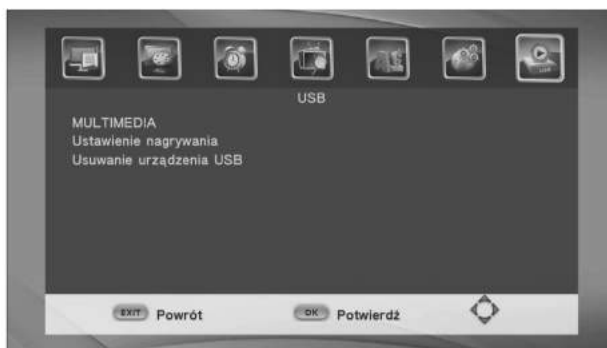 USB
MULTIMEDIA
Ustawienie nagrywania
Usuwanie urządzenia USB
EXIT Powrót
OK Potwierdź